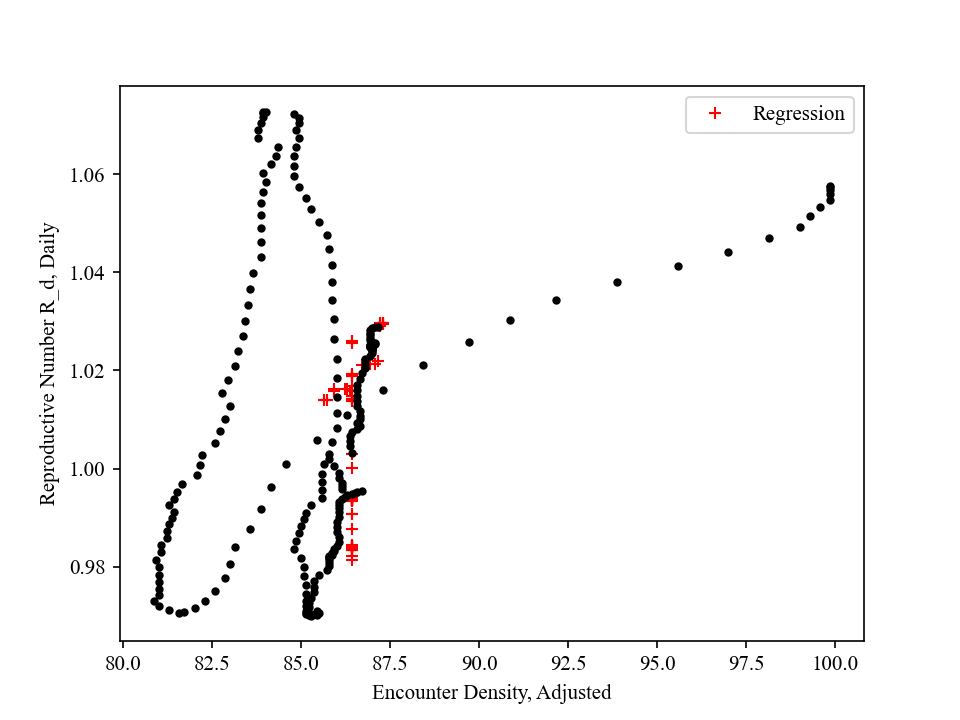 Regression
1.06
1.04
1.02
1.00
0.98
Reproductive Number R_d, Daily
80.0 82.5 85.0 87.5 90.0 92.5 95.0 97.5 100.0
Encounter Density, Adjusted